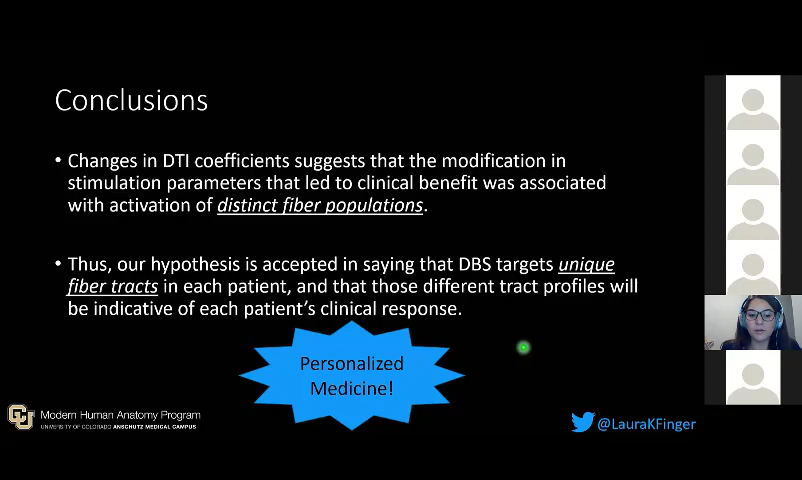 Conclusions
• Changes in DTI coefficients suggests that the modification in
stimulation parameters that led to clinical benefit was associated
with activation of distinct fiber populations.
• Thus, our hypothesis is accepted in saying that DBS targets unique
fiber tracts in each patient, and that those different tract profiles will
be indicative of each patient's clinical response.
Personalized
Medicine!
Modern Human Anatomy Program
UNIVERSITY OF COLORADO ANSCHUTZ MEDICAL CAMPUS
@LauraKFinger